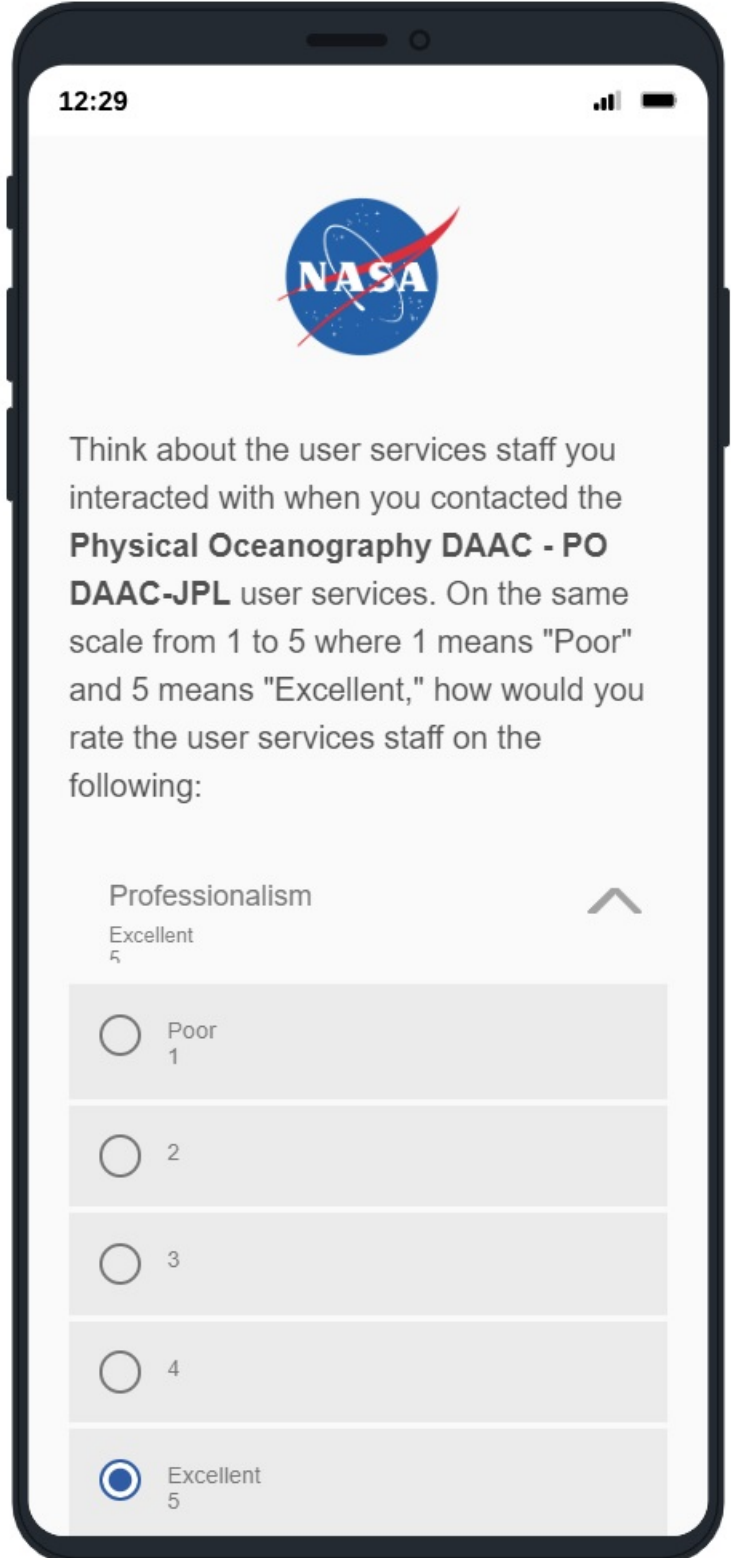 12:29
NASA
Think about the user services staff you
interacted with when you contacted the
Physical Oceanography DAAC - PO
DAAC-JPL user services. On the same
scale from 1 to 5 where 1 means "Poor"
and 5 means "Excellent," how would you
rate the user services staff on the
following:
Professionalism
Excellent
5
Poor
1
2
3
4
Excellent
5